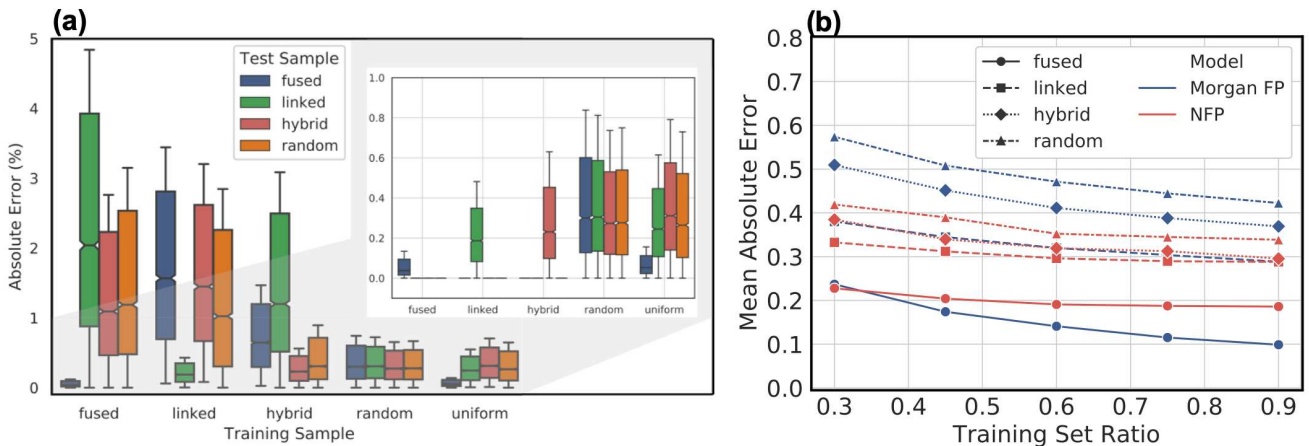 (a)
5
4
3
2
1
0
Absolute Error (%)
Test Sample
fused
linked
hybrid
random
1.0
0.8
0.6
0.4
0.2
0.0
fused linked hybrid random uniform
fused linked hybrid random uniform
Training Sample
(b)
0.8
0.7
0.6
0.5
0.4
0.3
0.2
0.1
0.0
Mean Absolute Error
fused
linked
hybrid
random
Model
Morgan FP
NFP
0.3 0.4 0.5 0.6 0.7 0.8 0.9
Training Set Ratio